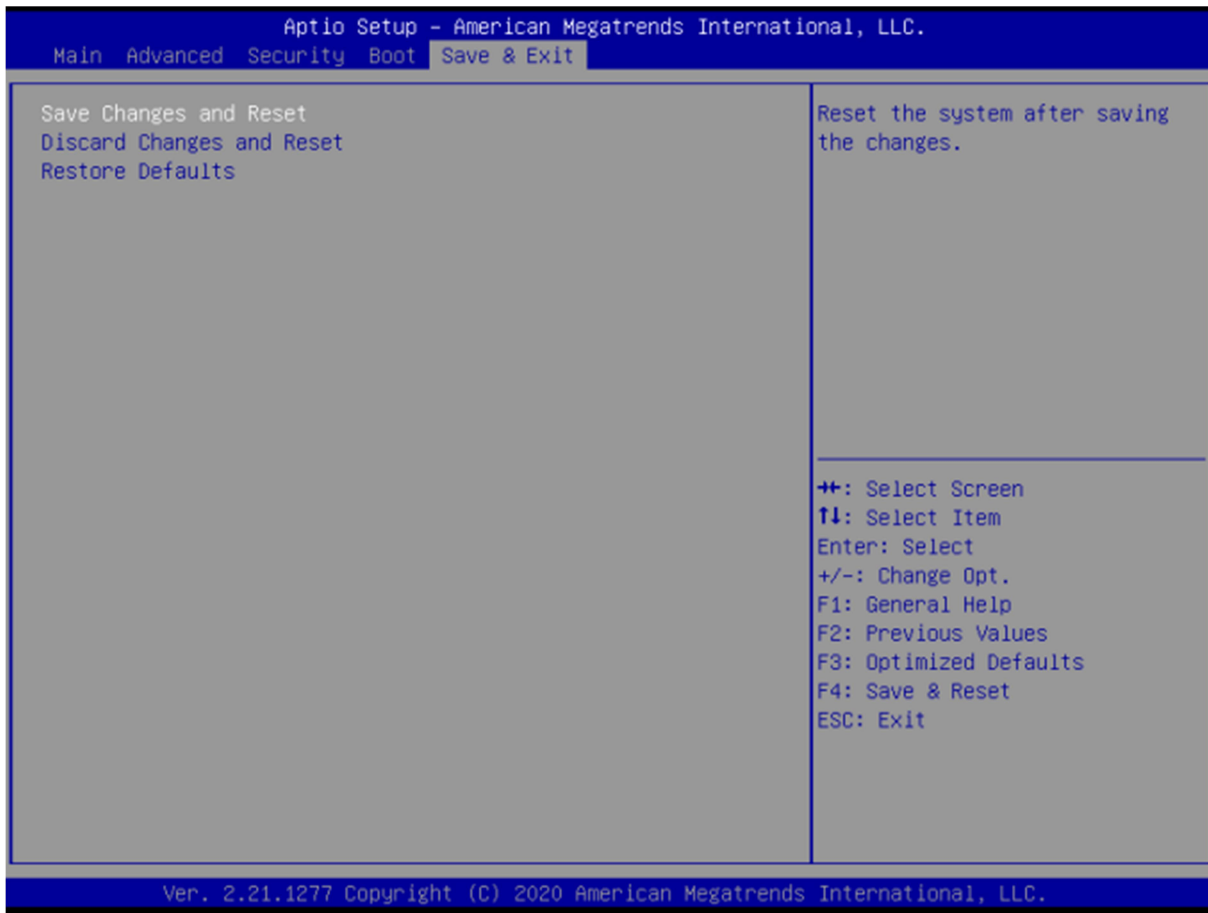 Aptio Setup – American Megatrends International, LLC.
Main Advanced Security Boot Save & Exit
Save Changes and Reset
Discard Changes and Reset
Restore Defaults
Reset the system after saving
the changes.
→←: Select Screen
↑↓: Select Item
Enter: Select
+/-: Change Opt.
F1: General Help
F2: Previous Values
F3: Optimized Defaults
F4: Save & Reset
ESC: Exit
Ver. 2.21.1277 Copyright (C) 2020 American Megatrends International, LLC.